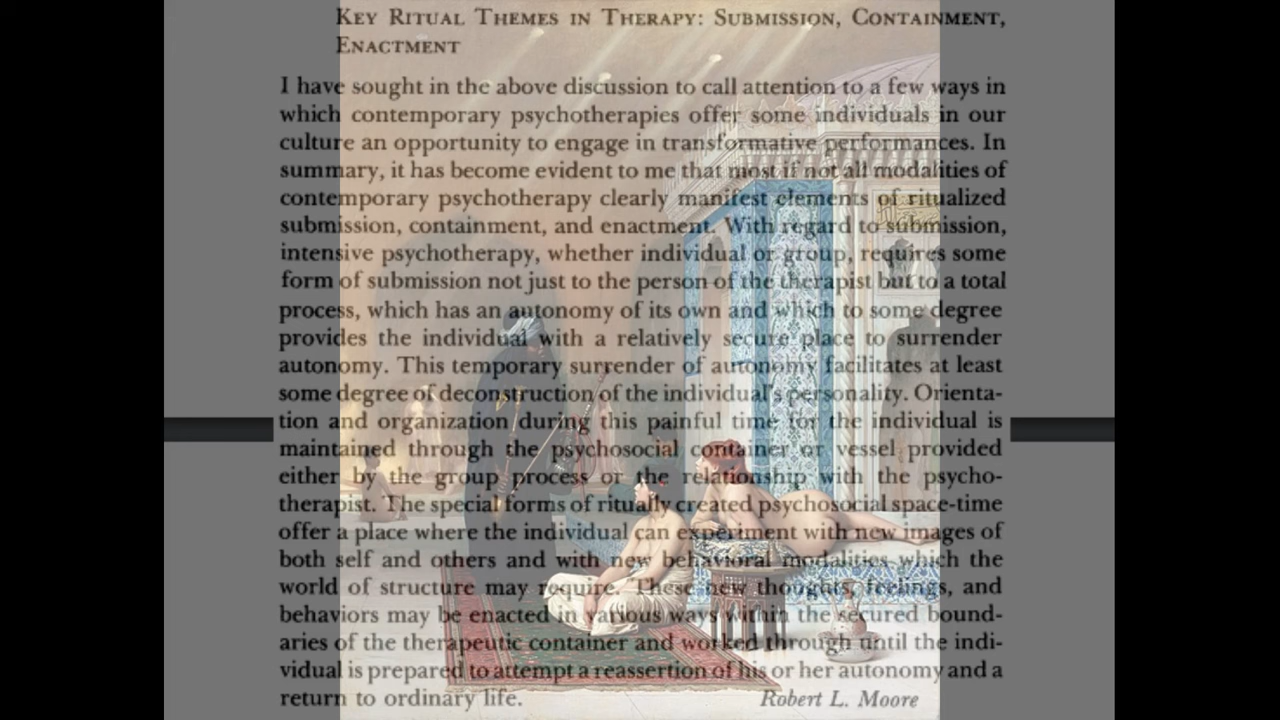 KEY RITUAL THEMES IN THERAPY: SUBMISSION, CONTAINMENT,
ENACTMENT
I have sought in the above discussion to call attention to a few ways in
which contemporary psychotherapies offer some individuals in our
culture an opportunity to engage in transformative performances. In
summary, it has become evident to me that most if not all modalities of
contemporary psychotherapy clearly manifest elements of ritualized
submission, containment, and enactment. With regard to submission,
intensive psychotherapy, whether individual or group, requires some
form of submission not just to the person of the therapist but to a total
process, which has an autonomy of its own and which to some degree
provides the individual with a relatively secure place to surrender
autonomy. This temporary surrender of autonomy facilitates at least
some degree of deconstruction of the individual's personality. Orienta-
tion and organization during this painful time for the individual is
maintained through the psychosocial container or vessel provided
either by the group process or the relationship with the psycho-
therapist. The special forms of ritually created psychosocial space-time
offer a place where the individual can experiment with new images of
both self and others and with new behavioral modalities which the
world of structure may require. These new thoughts, feelings, and
behaviors may be enacted in various ways within the secured bound-
aries of the therapeutic container and worked through until the indi-
vidual is prepared to attempt a reassertion of his or her autonomy and a
return to ordinary life.
Robert L. Moore